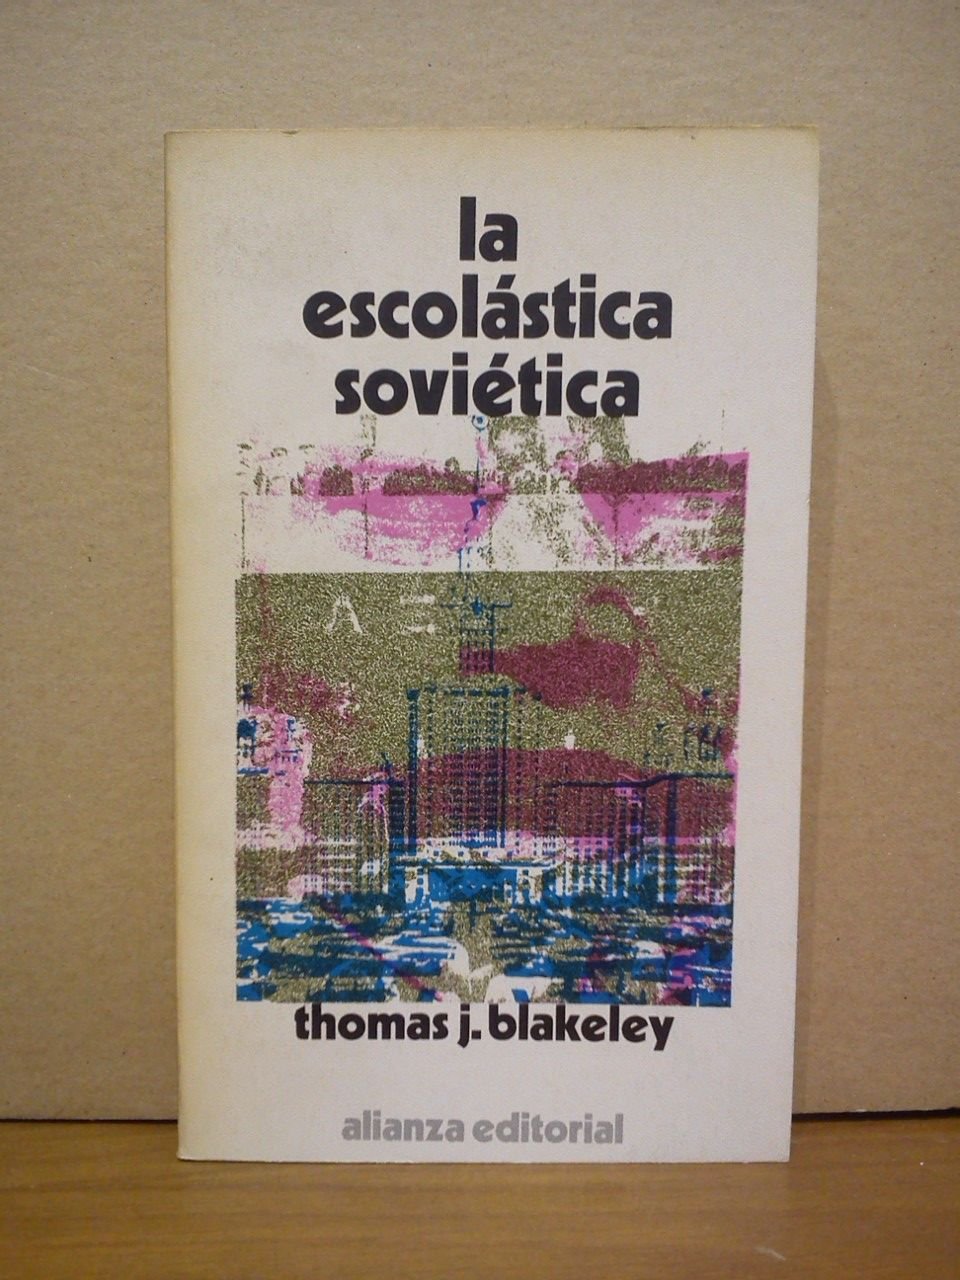 la
escolástica
soviética
thomas j. blakeley
alianza editorial